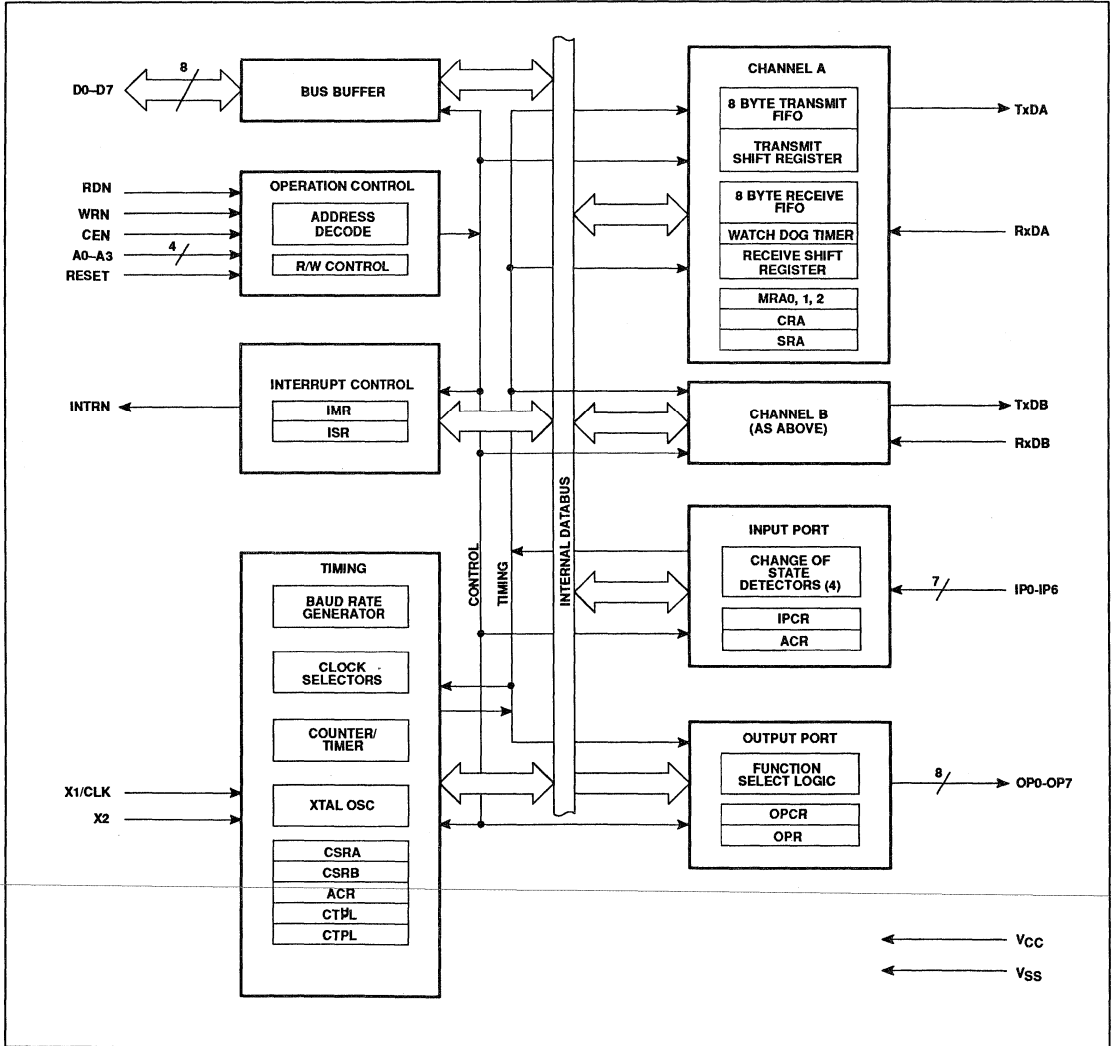 D0–D7
8
BUS BUFFER
RDN
WRN
CEN
A0–A3
4
RESET
OPERATION CONTROL
ADDRESS
DECODE
R/W CONTROL
INTRN
INTERRUPT CONTROL
IMR
ISR
TIMING
BAUD RATE
GENERATOR
CLOCK
SELECTORS
COUNTER/
TIMER
X1/CLK
X2
XTAL OSC
CSRA
CSRB
ACR
CTPL
CONTROL
TIMING
INTERNAL DATABUS
CHANNEL A
8 BYTE TRANSMIT
FIFO
TRANSMIT
SHIFT REGISTER
8 BYTE RECEIVE
FIFO
WATCH DOG TIMER
RECEIVE SHIFT
REGISTER
MRA0, 1, 2
CRA
SRA
TxDA
RxDA
CHANNEL B
(AS ABOVE)
TxDB
RxDB
INPUT PORT
CHANGE OF
STATE
DETECTORS (4)
IPCR
ACR
7
IP0-IP6
OUTPUT PORT
FUNCTION
SELECT LOGIC
OPCR
OPR
8
OP0-OP7
VCC
VSS